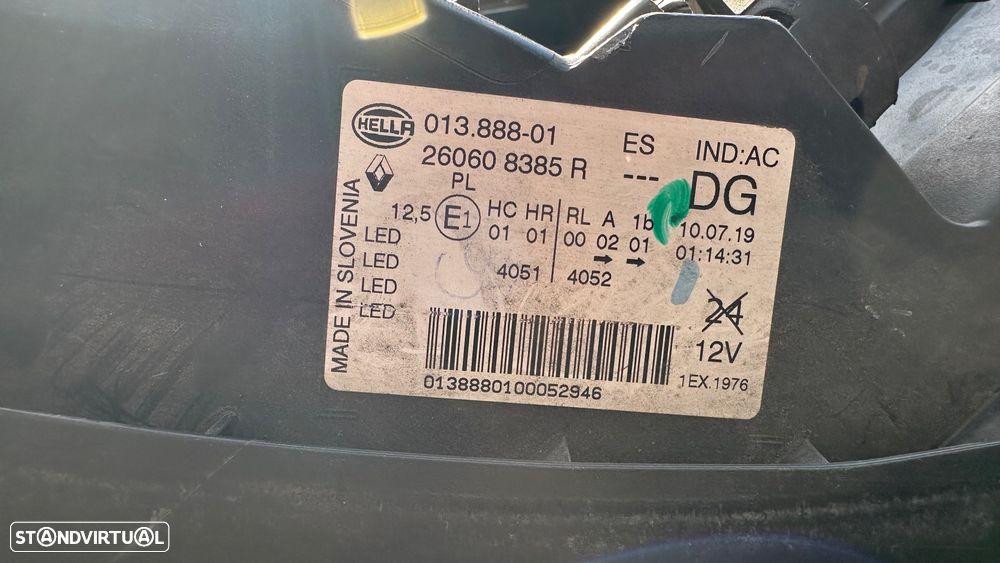 HELLA 013.888-01 ES IND:AC
26060 8385 R --- DG
PL
12,5 E1 HC HR RL A 1b 10.07.19
01 01 00 02 01 01:14:31
LED
LED
LED
LED
→ →
4051 4052
MADE IN SLOVENIA
24
12V
0138880100052946
1EX.1976
STANDVIRTUAL